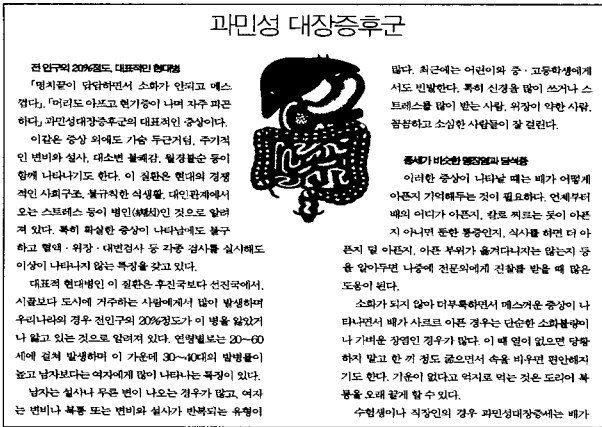 과민성 대장증후군
전 인구의 20%정도, 대표적인 현대병
「명치끝이 답답하면서 소화가 안되고 메스
껍다」, 「머리도 아프고 현기증이 나며 자주 피곤
하다」 과민성대장증후군의 대표적인 증상이다.
이같은 증상 외에도 가슴 두근거림, 주기적
인 변비와 설사, 대소변 불쾌감, 월경불순 등이
함께 나타나기도 한다. 이 질환은 현대의 경쟁
적인 사회구조, 불규칙한 식생활, 대인관계에서
오는 스트레스 등이 병인(病因)인 것으로 알려
져 있다. 특히 확실한 증상이 나타남에도 불구
하고 혈액·위장·대변검사 등 각종 검사를 실시해도
이상이 나타나지 않는 특징을 갖고 있다.
대표적 현대병인 이 질환은 후진국보다 선진국에서,
시골보다 도시에 거주하는 사람에게서 많이 발생하며
우리나라의 경우 전인구의 20%정도가 이 병을 앓았거
나 앓고 있는 것으로 알려져 있다. 연령별로는 20~60
세에 걸쳐 발생하며 이 가운데 30~40대의 발병률이
높고 남자보다는 여자에게 많이 나타나는 특징이 있다.
남자는 설사나 무른 변이 나오는 경우가 많고, 여자
는 변비나 복통 또는 변비와 설사가 반복되는 유형이
많다. 최근에는 어린이와 중·고등학생에게
서도 빈발한다. 특히 신경을 많이 쓰거나 스
트레스를 많이 받는 사람, 위장이 약한 사람,
꼼꼼하고 소심한 사람들이 잘 걸린다.
증세가 비슷한 맹장염과 담석증
이러한 증상이 나타날 때는 배가 어떻게
아픈지 기억해두는 것이 필요하다. 언제부터
배의 어디가 아픈지, 칼로 찌르는 듯이 아픈
지 아니면 둔한 통증인지, 식사를 하면 더 아
픈지 덜 아픈지, 아픈 부위가 옮겨다니지는 않는지 등
을 알아두면 나중에 전문의에게 진찰을 받을 때 많은
도움이 된다.
소화가 되지 않아 더부룩하면서 메스꺼운 증상이 나
타나면서 배가 사르르 아픈 경우는 단순한 소화불량이
나 가벼운 장염인 경우가 많다. 이 때 열이 없으면 당황
하지 말고 한 끼 정도 굶으면서 속을 비우면 편안해지
기도 한다. 기운이 없다고 억지로 먹는 것은 도리어 복
통을 오래 끌게 할 수 있다.
수험생이나 직장인의 경우 과민성대장증세는 배가